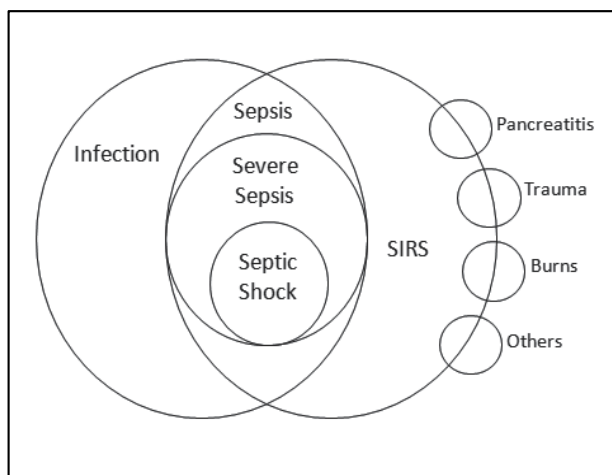 Sepsis
Infection
Severe
Sepsis
Septic
Shock
SIRS
Pancreatitis
Trauma
Burns
Others